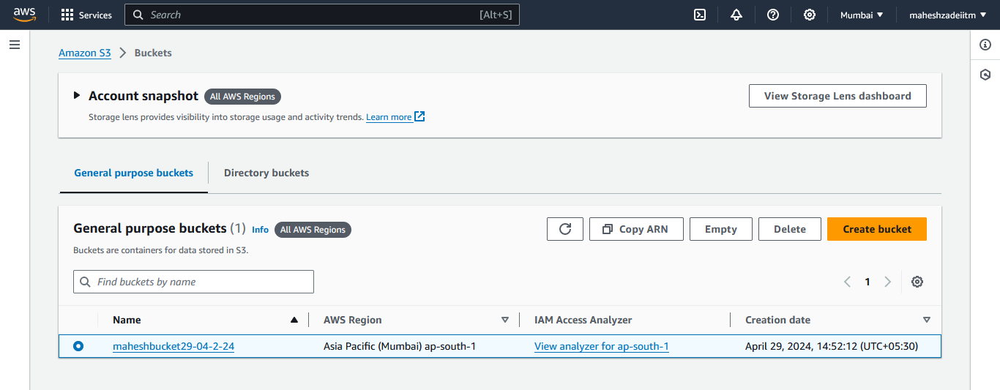 aws Services Search [Alt+S] Mumbai maheshzadeiitm
Amazon S3 Buckets
Account snapshot All AWS Regions View Storage Lens dashboard
Storage lens provides visibility into storage usage and activity trends. Learn more
General purpose buckets Directory buckets
General purpose buckets (1) Info All AWS Regions Copy ARN Empty Delete Create bucket
Buckets are containers for data stored in S3.
Find buckets by name 1
Name AWS Region IAM Access Analyzer Creation date
maheshbucket29-04-2-24 Asia Pacific (Mumbai) ap-south-1 View analyzer for ap-south-1 April 29, 2024, 14:52:12 (UTC+05:30)